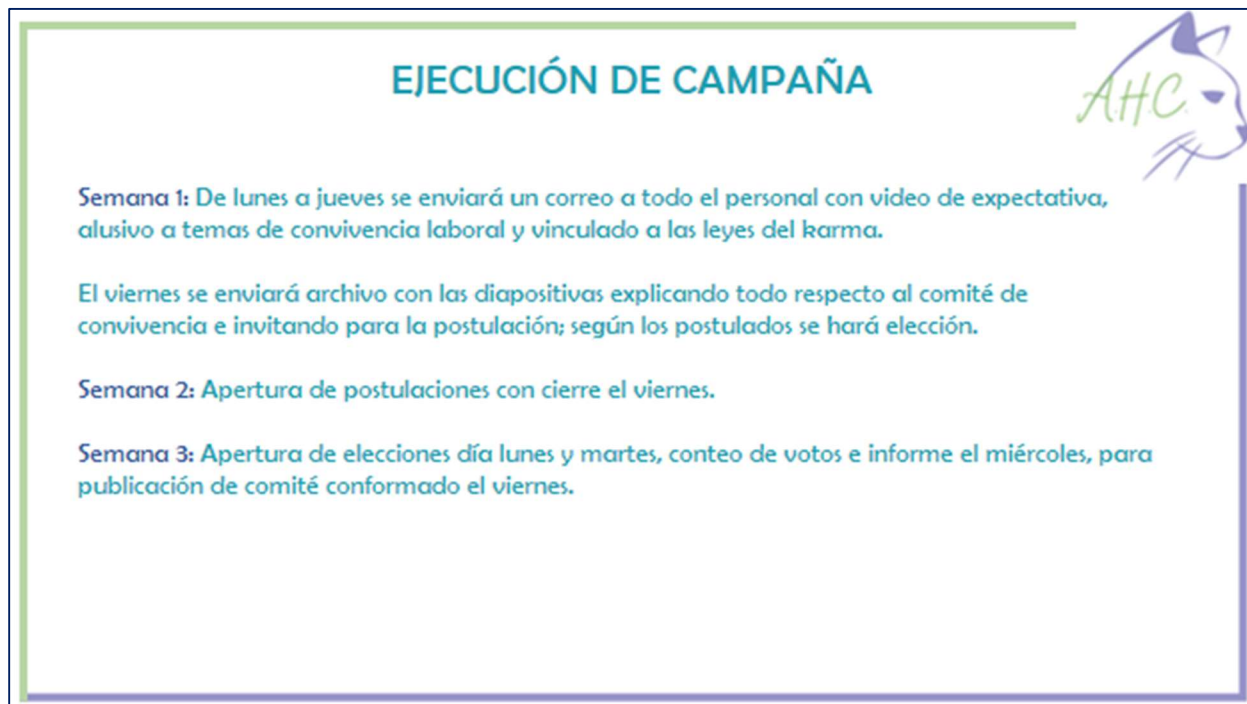 EJECUCIÓN DE CAMPAÑA
A.H.C.
Semana 1: De lunes a jueves se enviará un correo a todo el personal con video de expectativa,
alusivo a temas de convivencia laboral y vinculado a las leyes del karma.
El viernes se enviará archivo con las diapositivas explicando todo respecto al comité de
convivencia e invitando para la postulación; según los postulados se hará elección.
Semana 2: Apertura de postulaciones con cierre el viernes.
Semana 3: Apertura de elecciones día lunes y martes, conteo de votos e informe el miércoles, para
publicación de comité conformado el viernes.